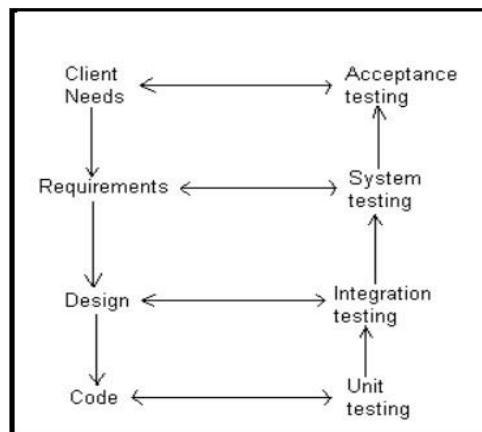 Client
Needs
Acceptance
testing
Requirements
System
testing
Design
Integration
testing
Code
Unit
testing